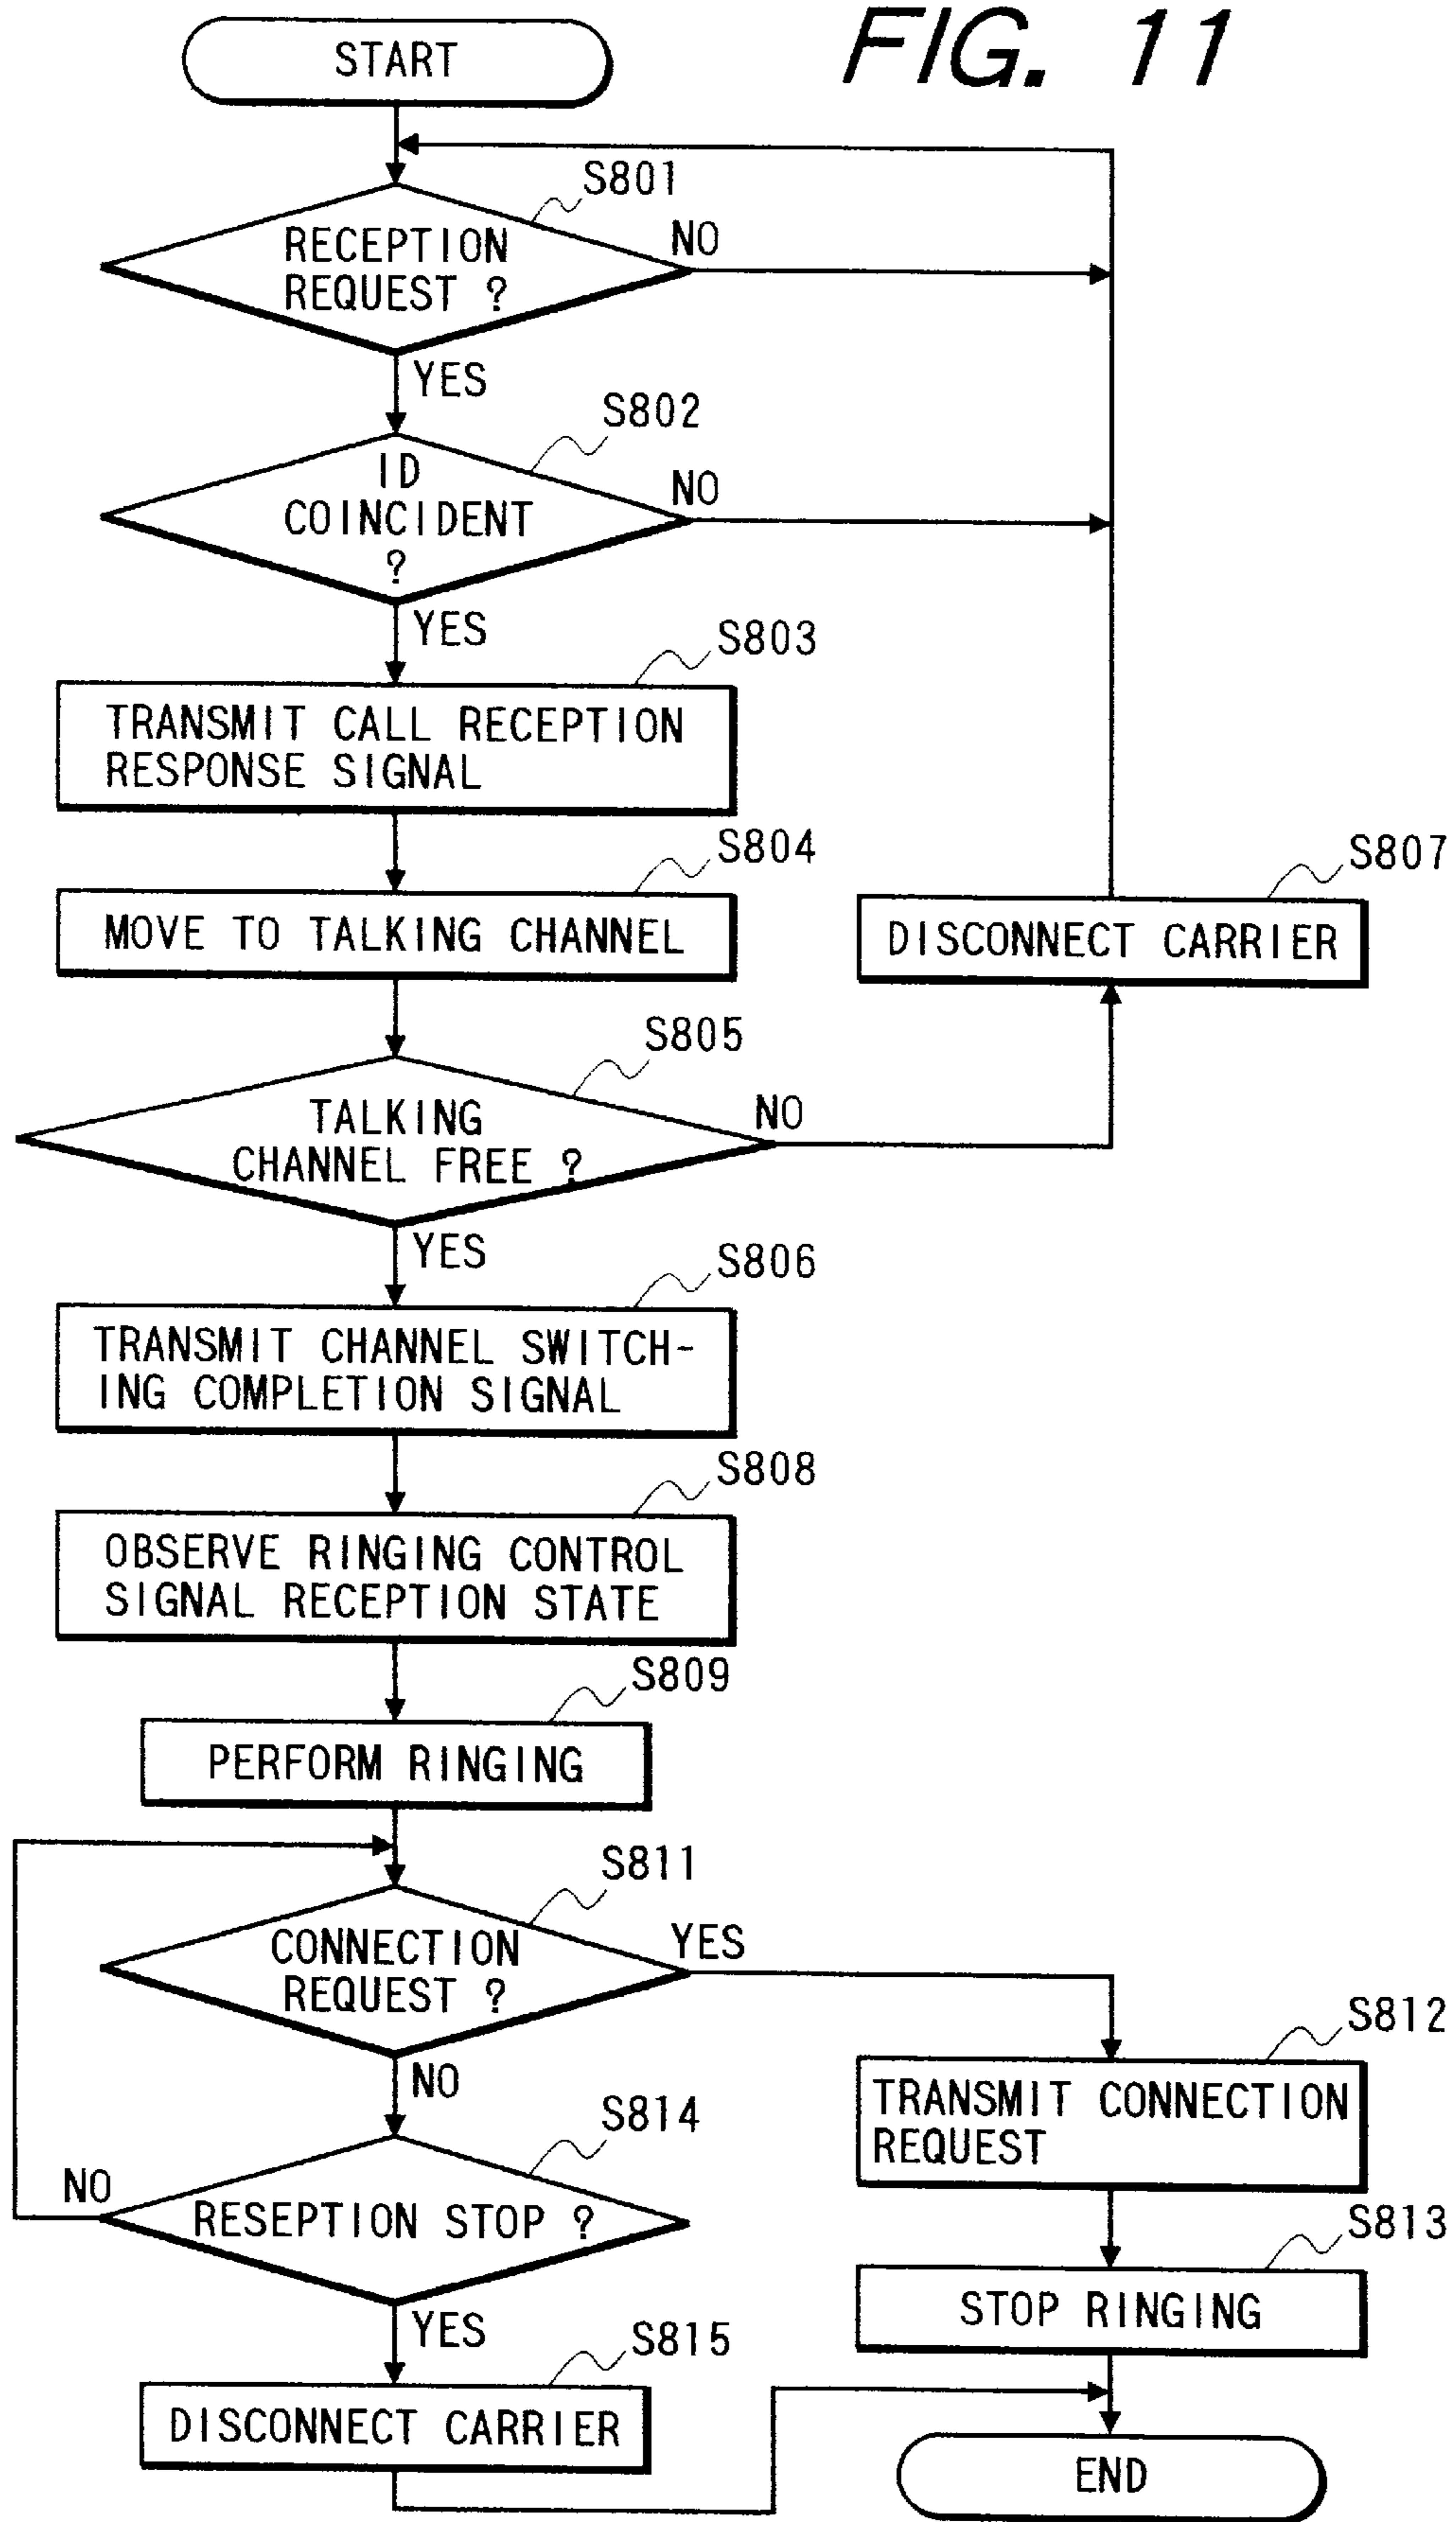 FIG. 11
START
S801
RECEPTION
REQUEST ?
NO
YES
S802
ID
COINCIDENT
?
NO
YES
S803
TRANSMIT CALL RECEPTION
RESPONSE SIGNAL
S804
MOVE TO TALKING CHANNEL
S807
DISCONNECT CARRIER
S805
TALKING
CHANNEL FREE ?
NO
YES
S806
TRANSMIT CHANNEL SWITCH-
ING COMPLETION SIGNAL
S808
OBSERVE RINGING CONTROL
SIGNAL RECEPTION STATE
S809
PERFORM RINGING
S811
CONNECTION
REQUEST ?
YES
NO
S812
TRANSMIT CONNECTION
REQUEST
S814
RESEPTION STOP ?
NO
YES
S813
STOP RINGING
S815
DISCONNECT CARRIER
END